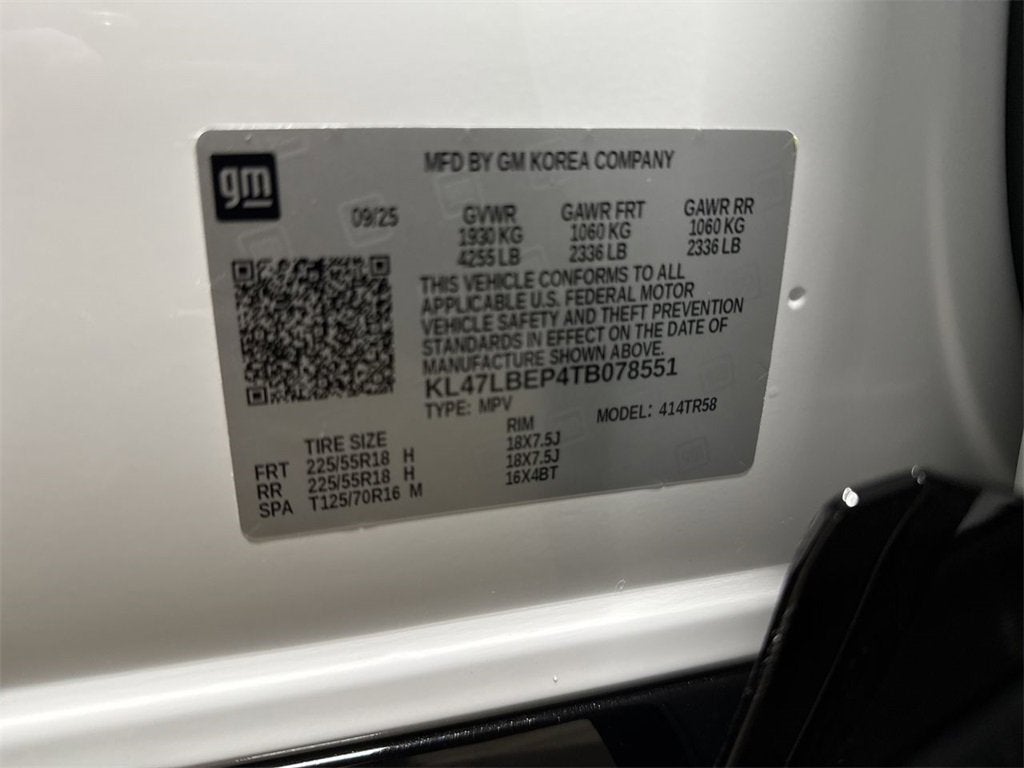 gm
MFD BY GM KOREA COMPANY
09/25 GVWR GAWR FRT GAWR RR
1930 KG 1060 KG 1060 KG
4255 LB 2336 LB 2336 LB
THIS VEHICLE CONFORMS TO ALL
APPLICABLE U.S. FEDERAL MOTOR
VEHICLE SAFETY AND THEFT PREVENTION
STANDARDS IN EFFECT ON THE DATE OF
MANUFACTURE SHOWN ABOVE.
KL47LBEP4TB078551
TYPE: MPV MODEL: 414TR58
TIRE SIZE RIM
FRT 225/55R18 H 18X7.5J
RR 225/55R18 H 18X7.5J
SPA T125/70R16 M 16X4BT